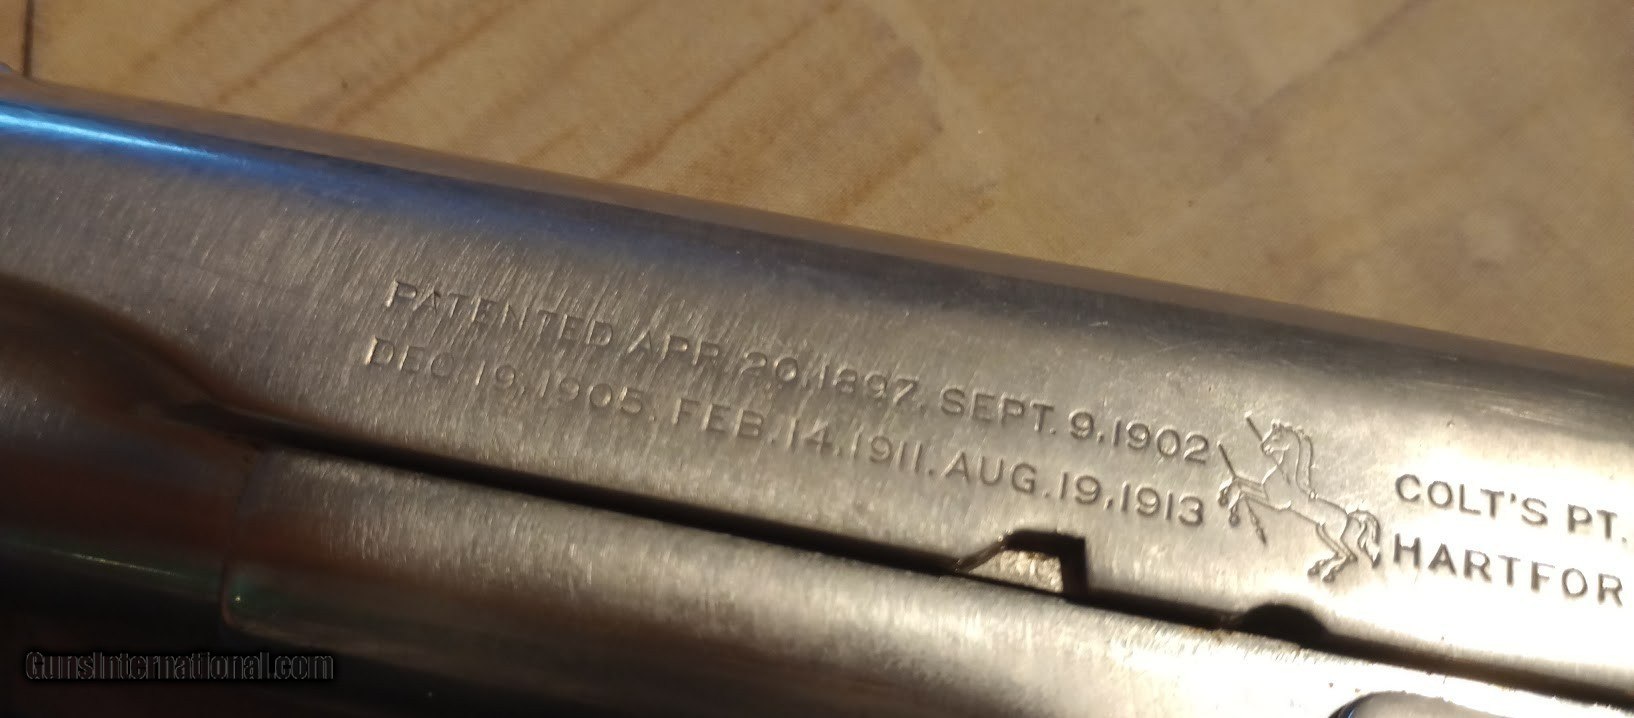 PATENTED APR. 20,1897. SEPT. 9,1902
DEC. 19,1905. FEB. 14,1911. AUG. 19,1913
COLT'S PT.
HARTFOR
GunsInternational.com